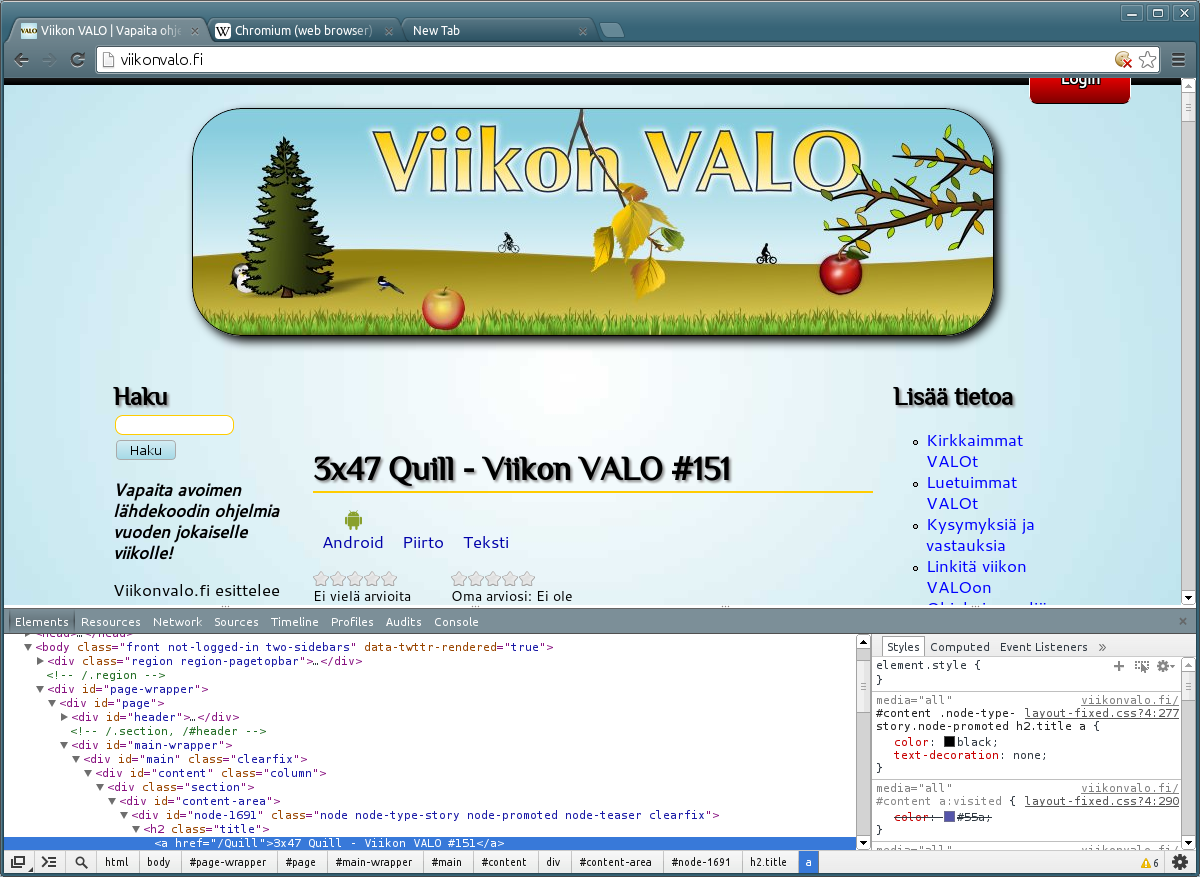 VALO Viikon VALO | Vapaita ohje
W Chromium (web browser)
New Tab
viikonvalo.fi
Login
Viikon VALO
Haku
Haku
Vapaita avoimen
lähdekoodin ohjelmia
vuoden jokaiselle
viikolle!
Viikonvalo.fi esittelee
3x47 Quill - Viikon VALO #151
Android Piirto Teksti
Ei vielä arvioita Oma arviosi: Ei ole
Lisää tietoa
Kirkkaimmat
VALOt
Luetuimmat
VALOt
Kysymyksiä ja
vastauksia
Linkitä viikon
VALOon
Elements Resources Network Sources Timeline Profiles Audits Console
<head>…</head>
<body class="front not-logged-in two-sidebars" data-twttr-rendered="true">
<div class="region region-pagetopbar">…</div>
<!-- /.region -->
<div id="page-wrapper">
<div id="page">
<div id="header">…</div>
<!-- /.section, /#header -->
<div id="main-wrapper">
<div id="main" class="clearfix">
<div id="content" class="column">
<div class="section">
<div id="content-area">
<div id="node-1691" class="node node-type-story node-promoted node-teaser clearfix">
<h2 class="title">
<a href="/Quill">3x47 Quill - Viikon VALO #151</a>
Styles Computed Event Listeners »
element.style {
}
media="all" viikonvalo.fi/
#content .node-type- layout-fixed.css?4:277
story.node-promoted h2.title a {
color: black;
text-decoration: none;
}
media="all" viikonvalo.fi/
#content a:visited { layout-fixed.css?4:290
color: #55a;
}
media="all" viikonvalo.fi/
html body #page-wrapper #page #main-wrapper #main #content div #content-area #node-1691 h2.title a
6